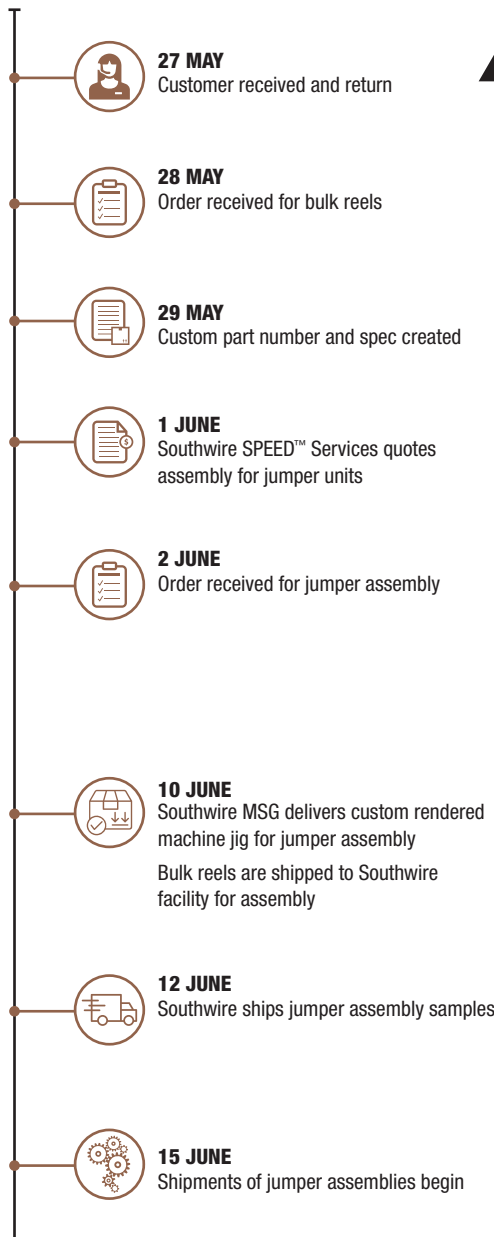 27 MAY
Customer received and return
28 MAY
Order received for bulk reels
29 MAY
Custom part number and spec created
1 JUNE
Southwire SPEED™ Services quotes
assembly for jumper units
2 JUNE
Order received for jumper assembly
10 JUNE
Southwire MSG delivers custom rendered
machine jig for jumper assembly
Bulk reels are shipped to Southwire
facility for assembly
12 JUNE
Southwire ships jumper assembly samples
15 JUNE
Shipments of jumper assemblies begin